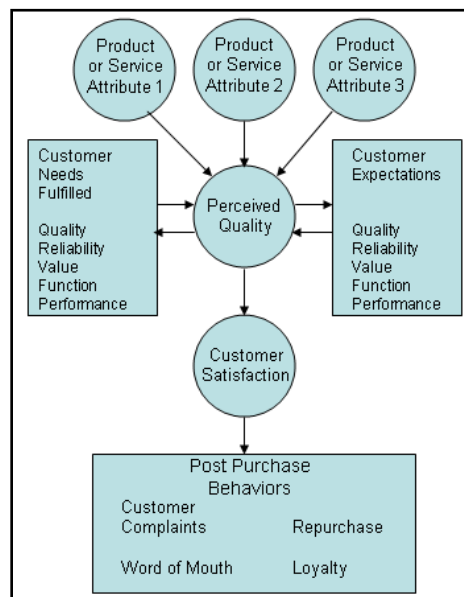 Product
or Service
Attribute 1
Product
or Service
Attribute 2
Product
or Service
Attribute 3
Customer
Needs
Fulfilled
Quality
Reliability
Value
Function
Performance
Perceived
Quality
Customer
Expectations
Quality
Reliability
Value
Function
Performance
Customer
Satisfaction
Post Purchase
Behaviors
Customer
Complaints Repurchase
Word of Mouth Loyalty